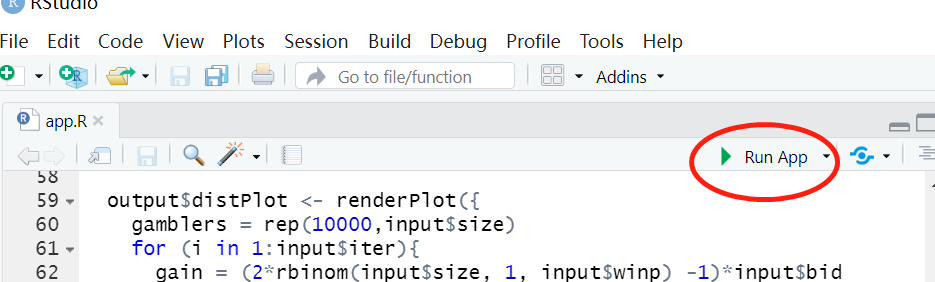 R RStudio
File Edit Code View Plots Session Build Debug Profile Tools Help
Go to file/function Addins
app.R
Run App
58
59 output$distPlot <- renderPlot({
60 gamblers = rep(10000,input$size)
61 for (i in 1:input$iter){
62 gain = (2*rbinom(input$size, 1, input$winp) -1)*input$bid